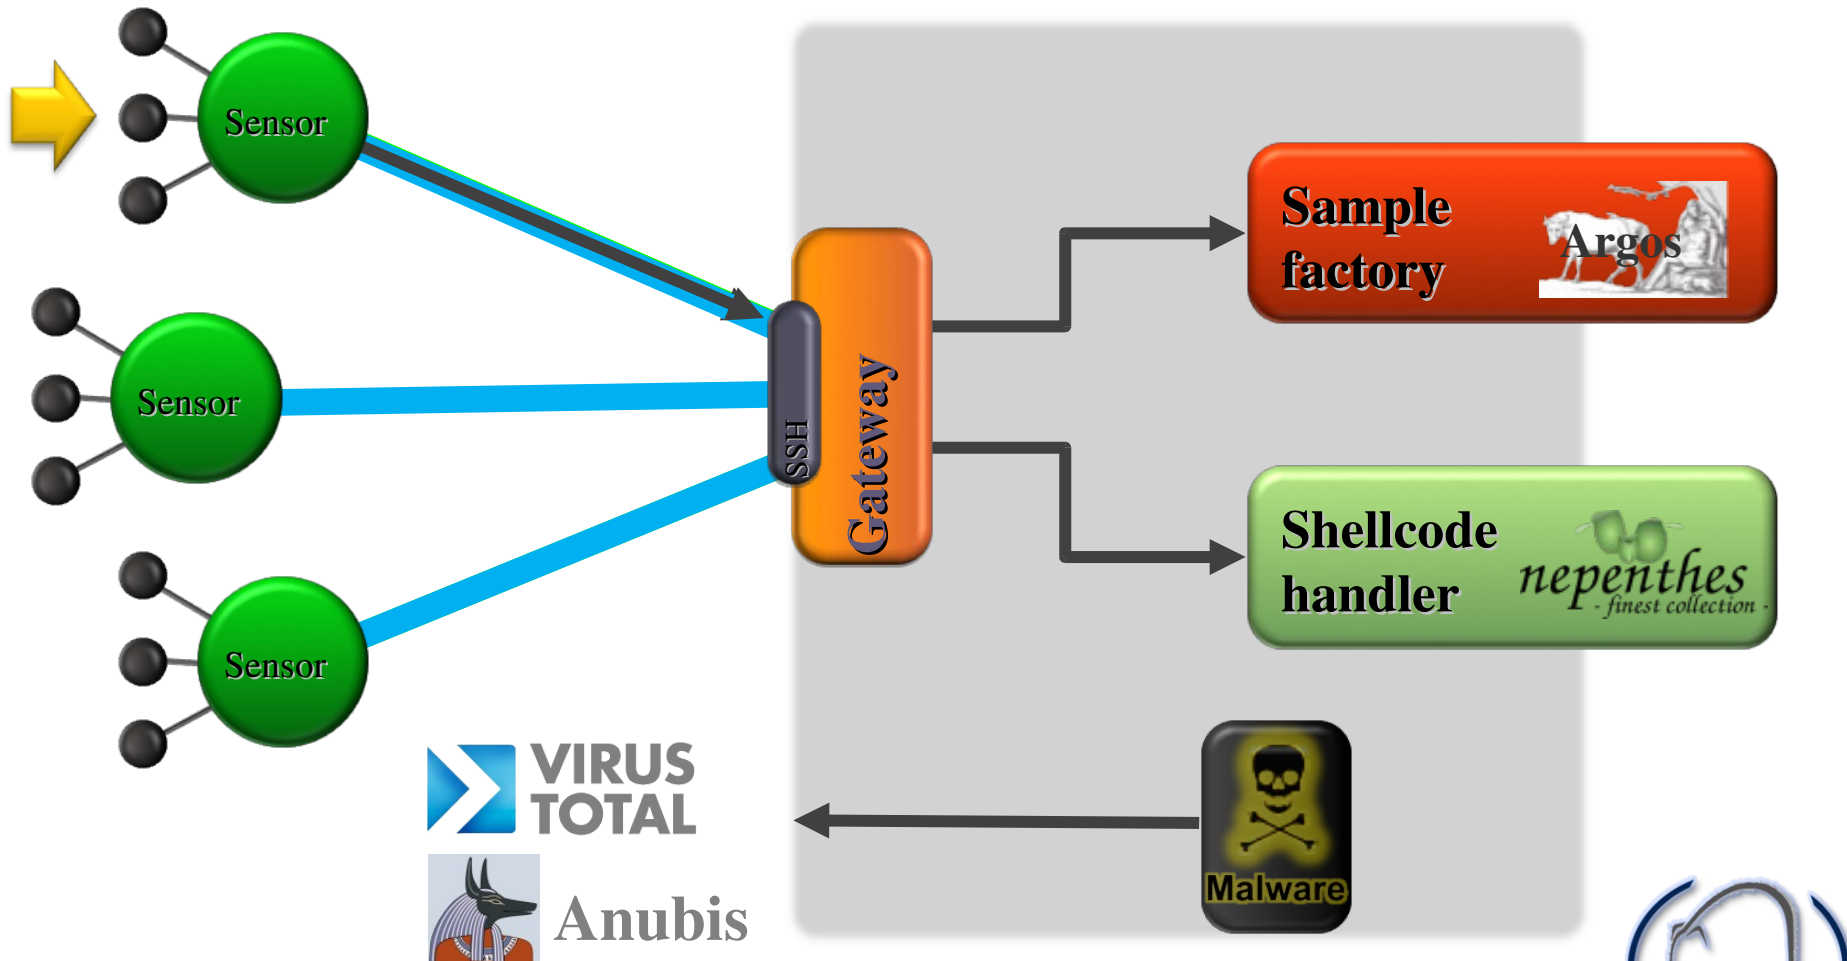 Sensor
Sensor
Sensor
SSH
Gateway
Sample
factory
Argos
Shellcode
handler
nepenthes
- finest collection -
VIRUS
TOTAL
Anubis
Malware